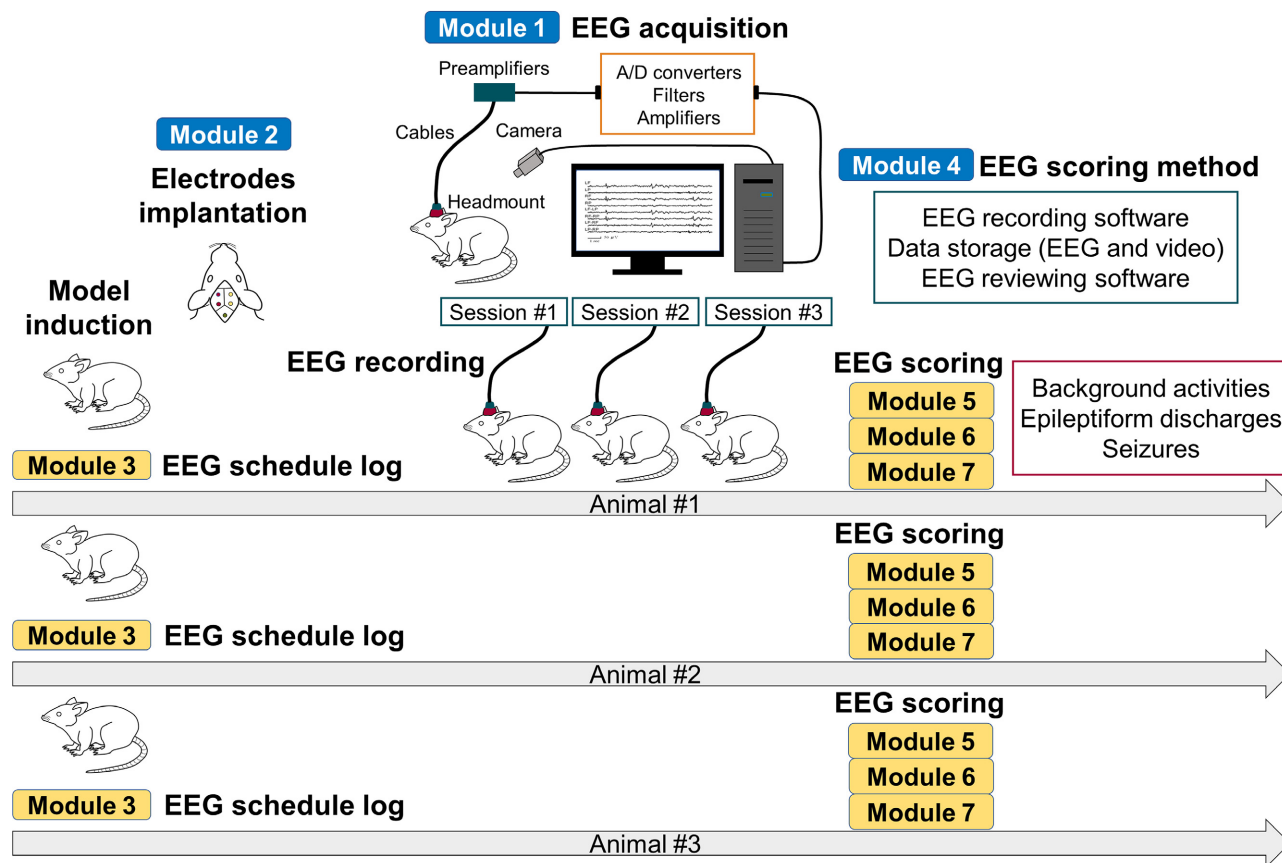 Module 1 EEG acquisition
Preamplifiers
A/D converters
Filters
Amplifiers
Cables
Camera
Headmount
Module 2
Electrodes
implantation
Module 4 EEG scoring method
EEG recording software
Data storage (EEG and video)
EEG reviewing software
Model
induction
Session #1 Session #2 Session #3
EEG recording
EEG scoring
Module 5
Module 6
Module 7
Background activities
Epileptiform discharges
Seizures
Module 3 EEG schedule log
Animal #1
EEG scoring
Module 5
Module 6
Module 7
Module 3 EEG schedule log
Animal #2
EEG scoring
Module 5
Module 6
Module 7
Module 3 EEG schedule log
Animal #3